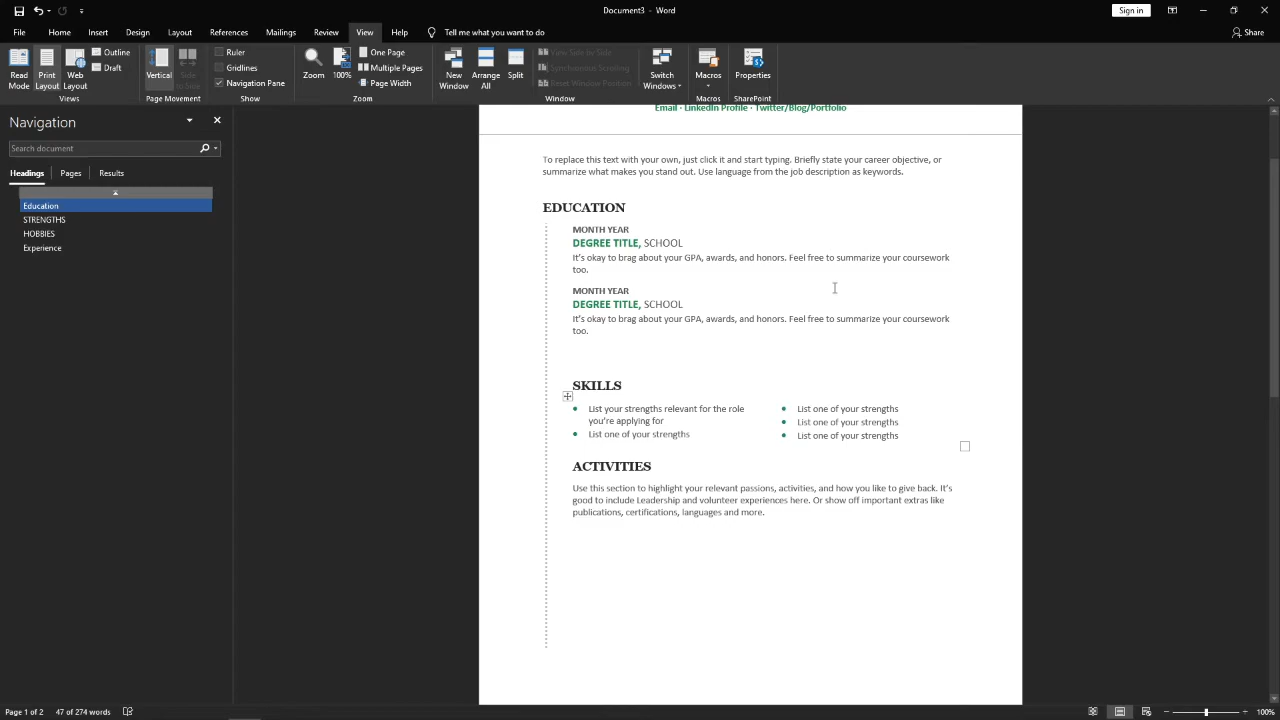 Document3 - Word
Sign in
File Home Insert Design Layout References Mailings Review View Help Tell me what you want to do Share
Read Mode
Print Layout
Web Layout
Outline
Draft
Views
Vertical
Side to Side
Page Movement
Ruler
Gridlines
Navigation Pane
Show
Zoom
100%
One Page
Multiple Pages
Page Width
Zoom
New Window
Arrange All
Split
View Side by Side
Synchronous Scrolling
Reset Window Position
Window
Switch Windows
Macros
Macros
Properties
SharePoint
Navigation
Search document
Headings Pages Results
Education
STRENGTHS
HOBBIES
Experience
Email · LinkedIn Profile · Twitter/Blog/Portfolio
To replace this text with your own, just click it and start typing. Briefly state your career objective, or
summarize what makes you stand out. Use language from the job description as keywords.
EDUCATION
MONTH YEAR
DEGREE TITLE, SCHOOL
It's okay to brag about your GPA, awards, and honors. Feel free to summarize your coursework
too.
MONTH YEAR
DEGREE TITLE, SCHOOL
It's okay to brag about your GPA, awards, and honors. Feel free to summarize your coursework
too.
SKILLS
• List your strengths relevant for the role
you're applying for
• List one of your strengths
• List one of your strengths
• List one of your strengths
• List one of your strengths
ACTIVITIES
Use this section to highlight your relevant passions, activities, and how you like to give back. It's
good to include Leadership and volunteer experiences here. Or show off important extras like
publications, certifications, languages and more.
Page 1 of 2 47 of 274 words 100%